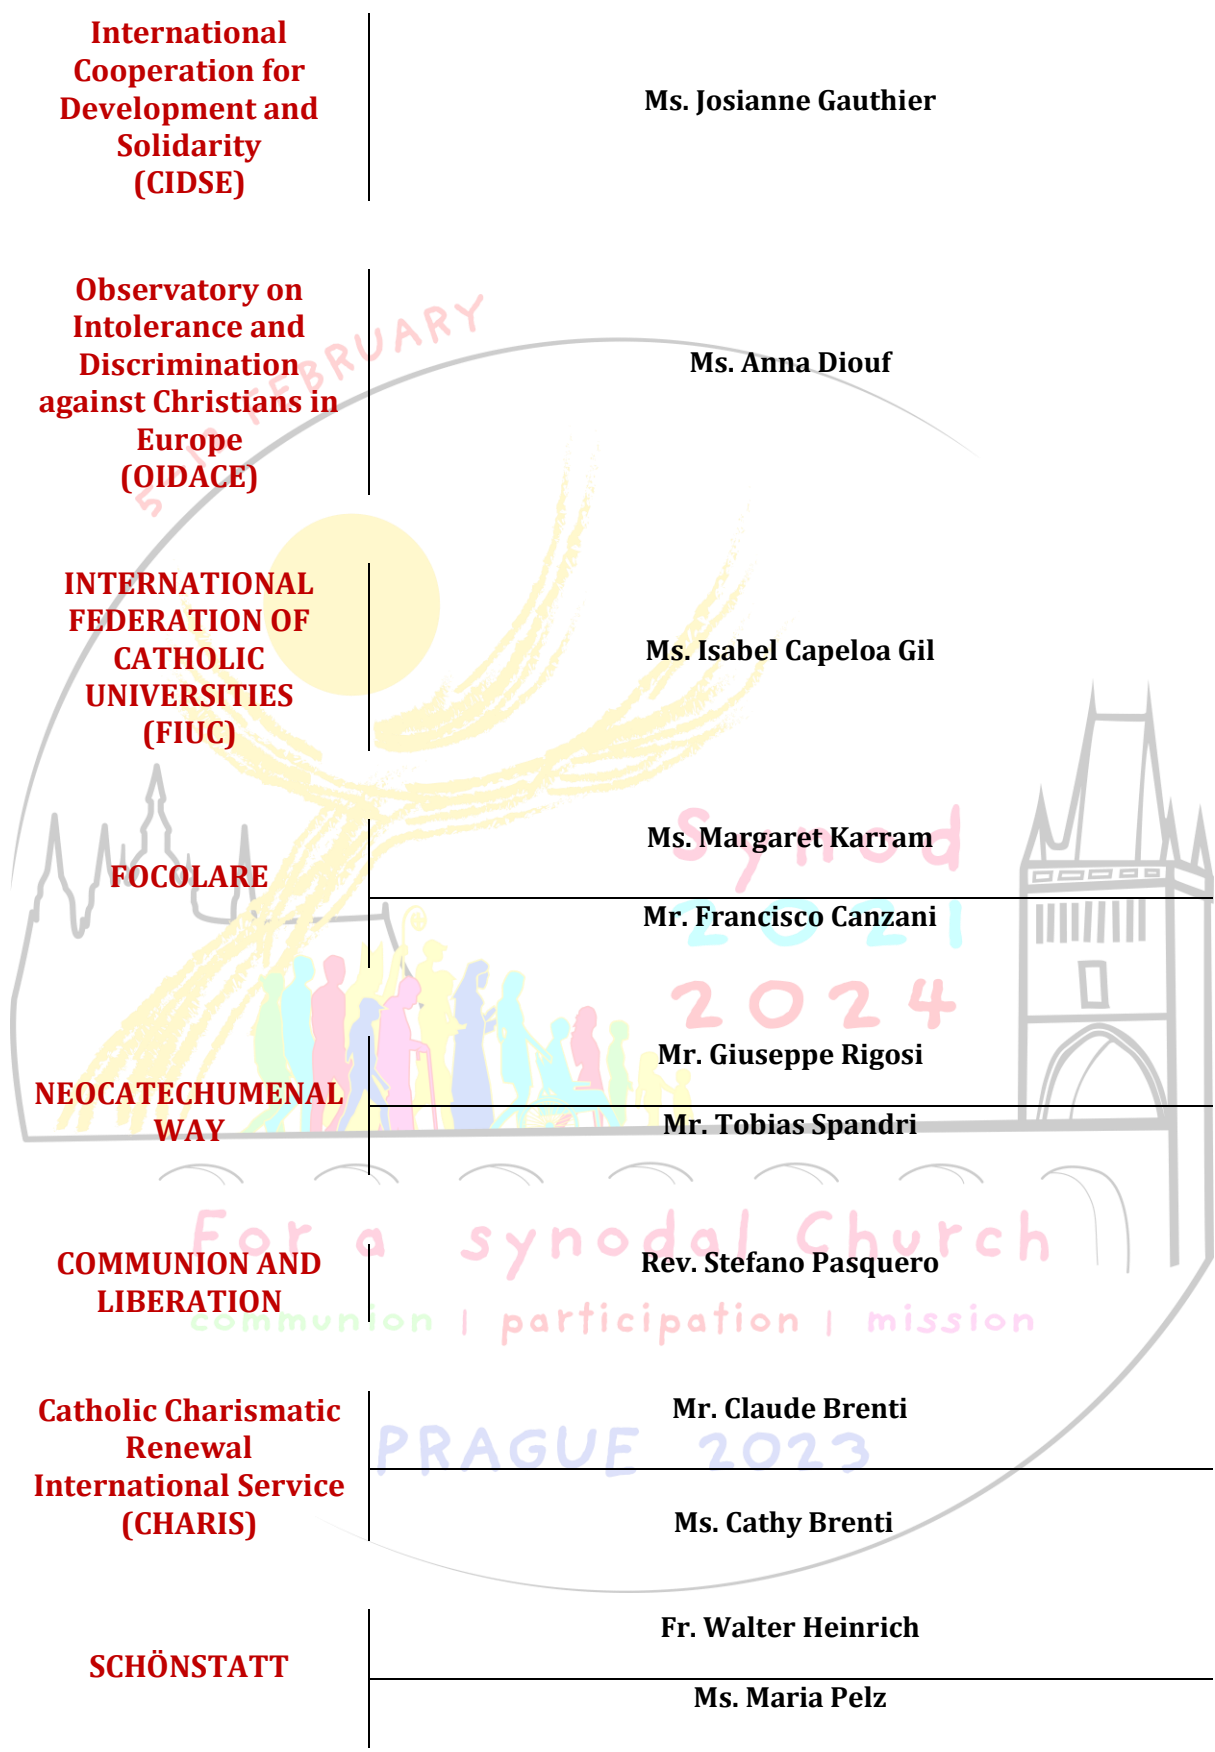 International
Cooperation for
Development and
Solidarity
(CIDSE)
Ms. Josianne Gauthier
Observatory on
Intolerance and
Discrimination
against Christians in
Europe
(OIDACE)
Ms. Anna Diouf
INTERNATIONAL
FEDERATION OF
CATHOLIC
UNIVERSITIES
(FIUC)
Ms. Isabel Capeloa Gil
FOCOLARE
Ms. Margaret Karram
Mr. Francisco Canzani
NEOCATECHUMENAL
WAY
Mr. Giuseppe Rigosi
Mr. Tobias Spandri
COMMUNION AND
LIBERATION
Rev. Stefano Pasquero
Catholic Charismatic
Renewal
International Service
(CHARIS)
Mr. Claude Brenti
Ms. Cathy Brenti
SCHÖNSTATT
Fr. Walter Heinrich
Ms. Maria Pelz
FEBRUARY
Synod
2021
2024
For a synodal Church
communion | participation | mission
PRAGUE 2023